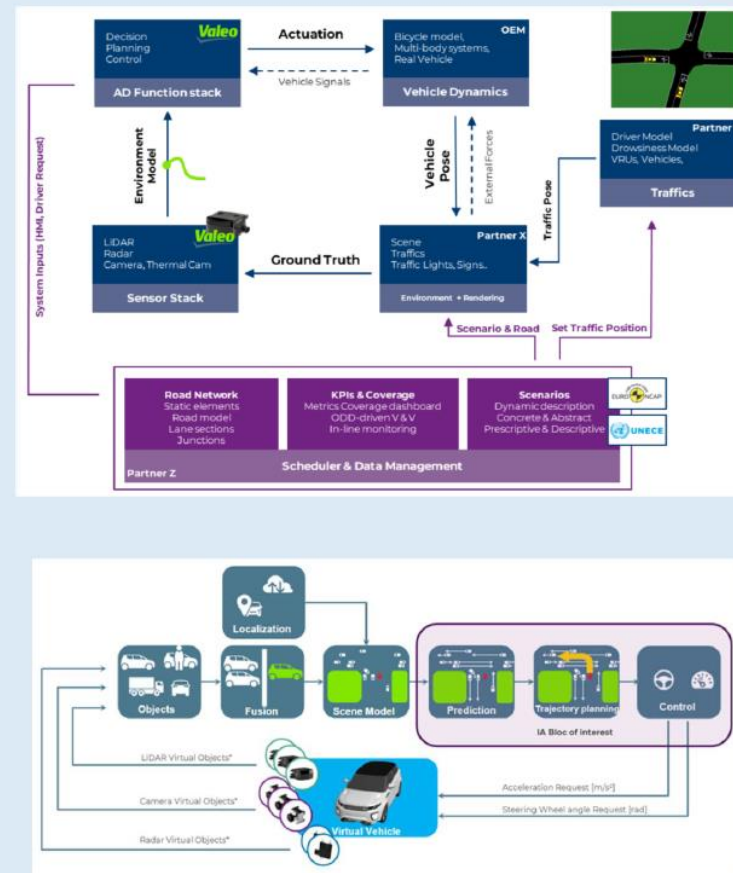 Decision
Planning
Control
Valeo
AD Function stack
Actuation
Vehicle Signals
OEM
Bicycle model,
Multi-body systems,
Real Vehicle
Vehicle Dynamics
Environment
Model
Vehicle
Pose
External Forces
Partner
Driver Model
Drowsiness Model
VRUs, Vehicles,
Traffics
Traffic Pose
System Inputs (HMI, Driver Request)
Valeo
LiDAR
Radar
Camera, Thermal Cam
Sensor Stack
Ground Truth
Partner X
Scene
Traffics
Traffic Lights, Signs..
Environment + Rendering
Scenario & Road
Set Traffic Position
Road Network
Static elements
Road model
Lane sections
Junctions
KPIs & Coverage
Metrics Coverage dashboard
ODD-driven V & V
In-line monitoring
Scenarios
Dynamic description
Concrete & Abstract
Prescriptive & Descriptive
EURO NCAP
UNECE
Scheduler & Data Management
Partner Z
Localization
Objects
Fusion
Scene Model
Prediction
Trajectory planning
Control
IA Bloc of interest
LiDAR Virtual Objects*
Camera Virtual Objects*
Radar Virtual Objects*
Virtual Vehicle
Acceleration Request [m/s²]
Steering Wheel angle Request [rad]